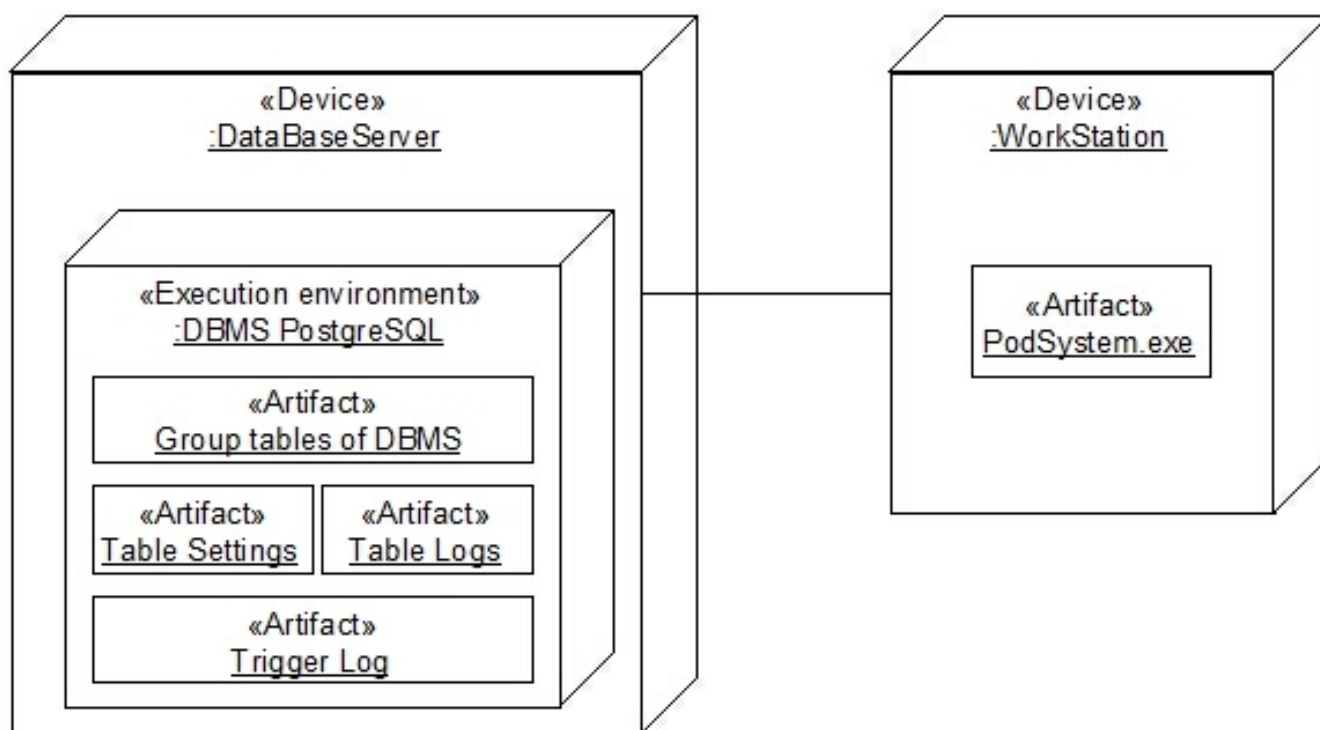 «Device»
:DataBaseServer
«Execution environment»
:DBMS PostgreSQL
«Artifact»
Group tables of DBMS
«Artifact»
Table Settings
«Artifact»
Table Logs
«Artifact»
Trigger Log
«Device»
:WorkStation
«Artifact»
PodSystem.exe